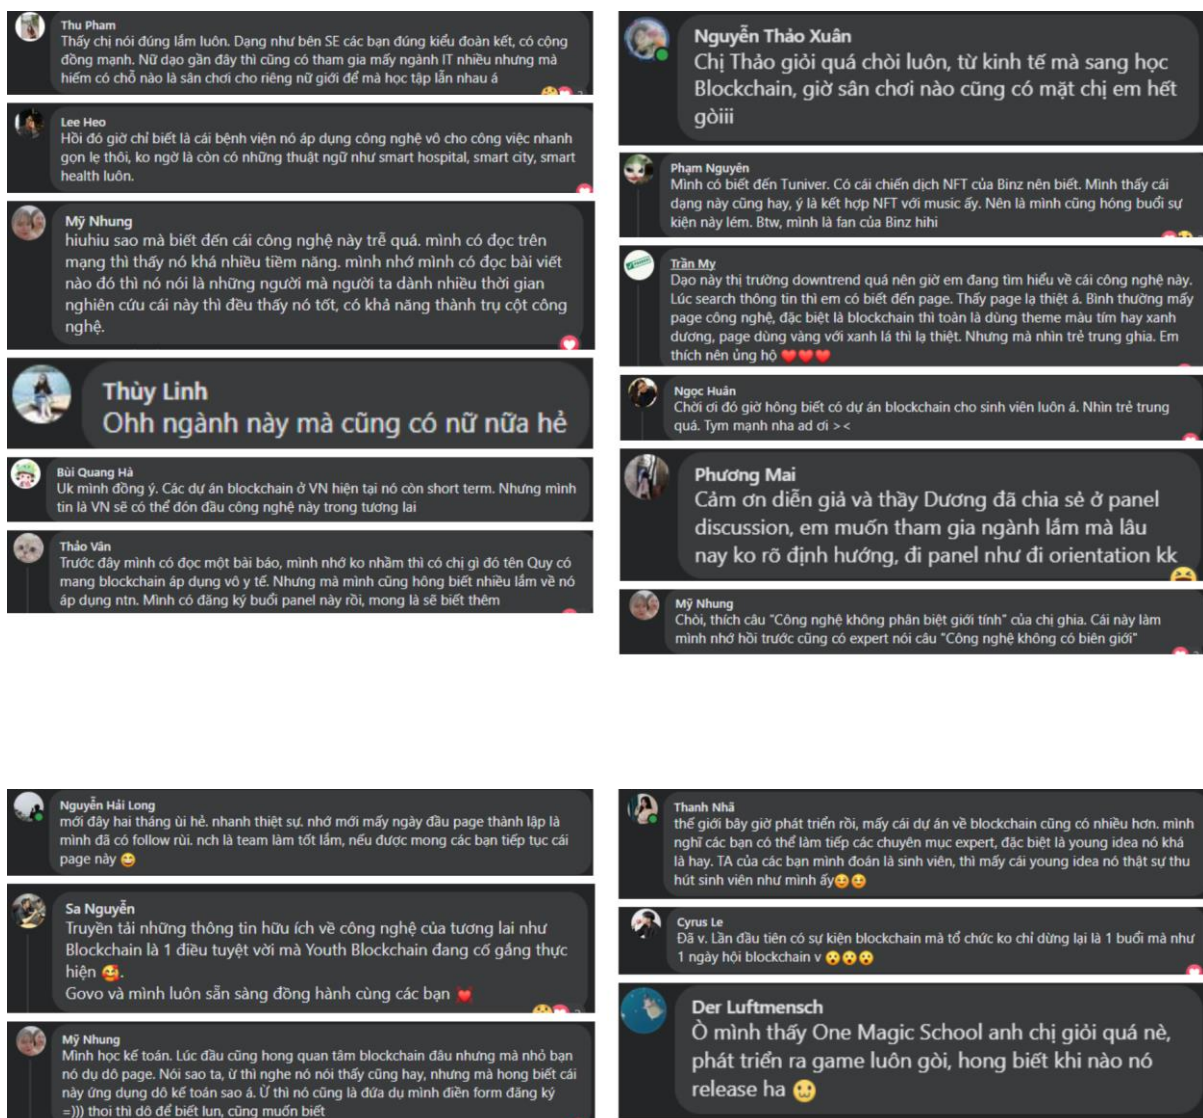 Thu Pham
Thấy chị nói đúng lắm luôn. Dạng như bên SE các bạn đúng kiểu đoàn kết, có cộng
đồng mạnh. Nữ dạo gần đây thì cũng có tham gia mấy ngành IT nhiều nhưng mà
hiếm có chỗ nào là sân chơi cho riêng nữ giới để mà học tập lẫn nhau á
Lee Heo
Hồi đó giờ chỉ biết là cái bệnh viện nó áp dụng công nghệ vô cho công việc nhanh
gọn lẹ thôi, ko ngờ là còn có những thuật ngữ như smart hospital, smart city, smart
health luôn.
Mỹ Nhung
hiuhiu sao mà biết đến cái công nghệ này trễ quá. mình có đọc trên
mạng thì thấy nó khá nhiều tiềm năng. mình nhớ mình có đọc bài viết
nào đó thì nó nói là những người mà người ta dành nhiều thời gian
nghiên cứu cái này thì đều thấy nó tốt, có khả năng thành trụ cột công
nghệ.
Thùy Linh
Ohh ngành này mà cũng có nữ nữa hẻ
Bùi Quang Hà
Uk mình đồng ý. Các dự án blockchain ở VN hiện tại nó còn short term. Nhưng mình
tin là VN sẽ có thể đón đầu công nghệ này trong tương lai
Thảo Vân
Trước đây mình có đọc một bài báo, mình nhớ ko nhầm thì có chị gì đó tên Quy có
mang blockchain áp dụng vô y tế. Nhưng mà mình cũng hông biết nhiều lắm về nó
áp dụng ntn. Mình có đăng ký buổi panel này rồi, mong là sẽ biết thêm
Nguyễn Thảo Xuân
Chị Thảo giỏi quá chòi luôn, từ kinh tế mà sang học
Blockchain, giờ sân chơi nào cũng có mặt chị em hết
gòiii
Phạm Nguyên
Mình có biết đến Tuniver. Có cái chiến dịch NFT của Binz nên biết. Mình thấy cái
dạng này cũng hay, ý là kết hợp NFT với music ấy. Nên là mình cũng hóng buổi sự
kiện này lém. Btw, mình là fan của Binz hihi
Trần My
Dạo này thị trường downtrend quá nên giờ em đang tìm hiểu về cái công nghệ này.
Lúc search thông tin thì em có biết đến page. Thấy page lạ thiệt á. Bình thường mấy
page công nghệ, đặc biệt là blockchain thì toàn là dùng theme màu tím hay xanh
dương, page dùng vàng với xanh lá thì lạ thiệt. Nhưng mà nhìn trẻ trung ghia. Em
thích nên ủng hộ ❤❤❤
Ngọc Huân
Chời ơi đó giờ hông biết có dự án blockchain cho sinh viên luôn á. Nhìn trẻ trung
quá. Tym mạnh nha ad ơi ><
Phương Mai
Cảm ơn diễn giả và thầy Dương đã chia sẻ ở panel
discussion, em muốn tham gia ngành lắm mà lâu
nay ko rõ định hướng, đi panel như đi orientation kk
Mỹ Nhung
Chòi, thích câu "Công nghệ không phân biệt giới tính" của chị ghia. Cái này làm
mình nhớ hồi trước cũng có expert nói câu "Công nghệ không có biên giới"
Nguyễn Hải Long
mới đây hai tháng ùi hẻ. nhanh thiệt sự. nhớ mới mấy ngày đầu page thành lập là
mình đã có follow rùi. nch là team làm tốt lắm, nếu được mong các bạn tiếp tục cái
page này 😄
Sa Nguyễn
Truyền tải những thông tin hữu ích về công nghệ của tương lai như
Blockchain là 1 điều tuyệt vời mà Youth Blockchain đang cố gắng thực
hiện 🥰.
Govo và mình luôn sẵn sàng đồng hành cùng các bạn 💓
Mỹ Nhung
Mình học kế toán. Lúc đầu cũng hong quan tâm blockchain đâu nhưng mà nhỏ bạn
nó dụ dô page. Nói sao ta, ừ thì nghe nó nói thấy cũng hay, nhưng mà hong biết cái
này ứng dụng dô kế toán sao á. Ừ thì nó cũng là đứa dụ mình điền form đăng ký
=))) thoi thì dô để biết lun, cũng muốn biết
Thanh Nhã
thế giới bây giờ phát triển rồi, mấy cái dự án về blockchain cũng có nhiều hơn. mình
nghĩ các bạn có thể làm tiếp các chuyên mục expert, đặc biệt là young idea nó khá
là hay. TA của các bạn mình đoán là sinh viên, thì mấy cái young idea nó thật sự thu
hút sinh viên như mình ấy😆😆
Cyrus Le
Đã v. Lần đầu tiên có sự kiện blockchain mà tổ chức ko chỉ dừng lại là 1 buổi mà như
1 ngày hội blockchain v 😮😮😮
Der Luftmensch
Ò mình thấy One Magic School anh chị giỏi quá nè,
phát triển ra game luôn gòi, hong biết khi nào nó
release ha 🙂